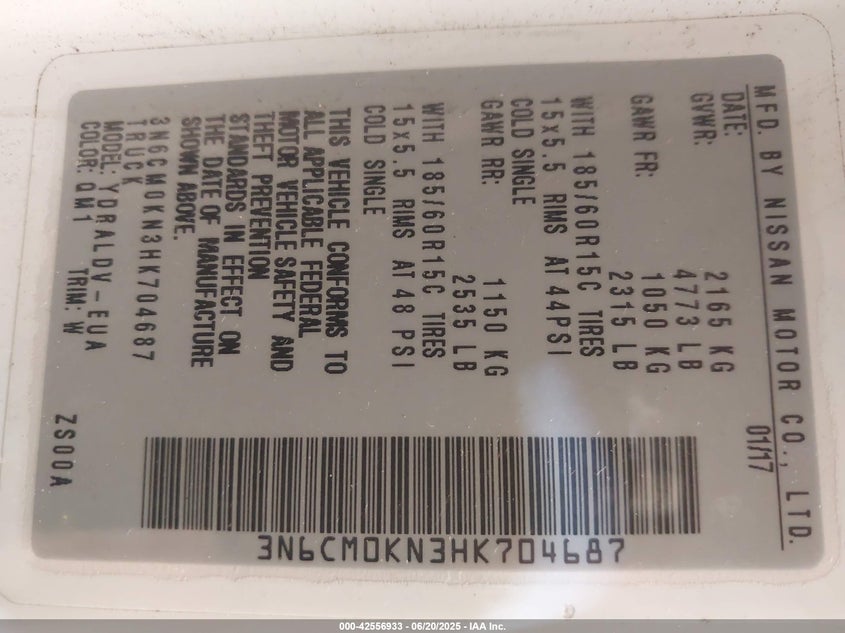 MFD. BY NISSAN MOTOR CO., LTD.
DATE: 01/17
GVWR: 2165 KG
4773 LB
GAWR FR: 1050 KG
2315 LB
WITH 185/60R15C TIRES
15x5.5 RIMS AT 44PSI
COLD SINGLE
GAWR RR: 1150 KG
2535 LB
WITH 185/60R15C TIRES
15x5.5 RIMS AT 48 PSI
COLD SINGLE
THIS VEHICLE CONFORMS TO
ALL APPLICABLE FEDERAL
MOTOR VEHICLE SAFETY AND
THEFT PREVENTION
STANDARDS IN EFFECT ON
THE DATE OF MANUFACTURE
SHOWN ABOVE.
3N6CM0KN3HK704687
TRUCK
MODEL: YDRALDV-EUA
COLOR: QM1 TRIM: W ZS00A
3N6CM0KN3HK704687
000-42556933 - 06/20/2025 - IAA Inc.